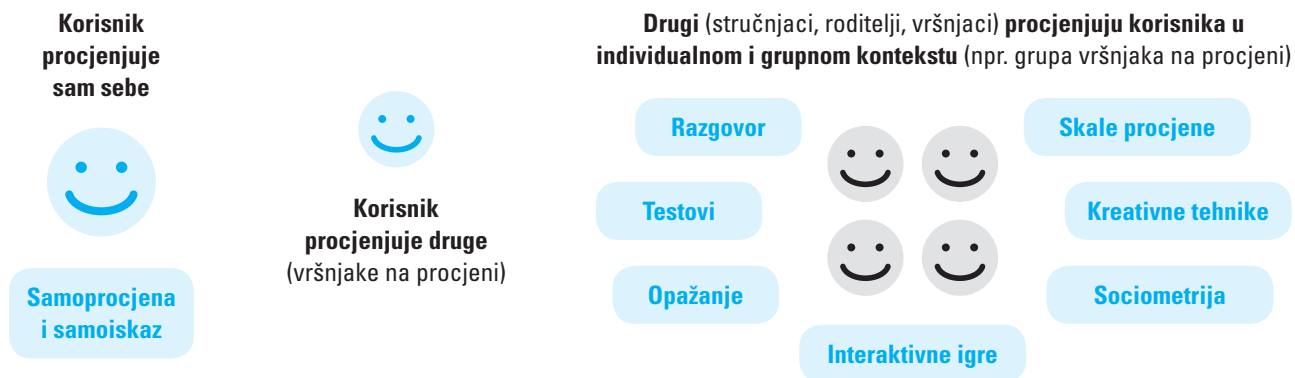 Korisnik
procjenjuje
sam sebe
Samoprocjena
i samoiskaz
Korisnik
procjenjuje druge
(vršnjake na procjeni)
Drugi (stručnjaci, roditelji, vršnjaci) procjenjuju korisnika u
individualnom i grupnom kontekstu (npr. grupa vršnjaka na procjeni)
Razgovor
Testovi
Opažanje
Interaktivne igre
Skale procjene
Kreativne tehnike
Sociometrija